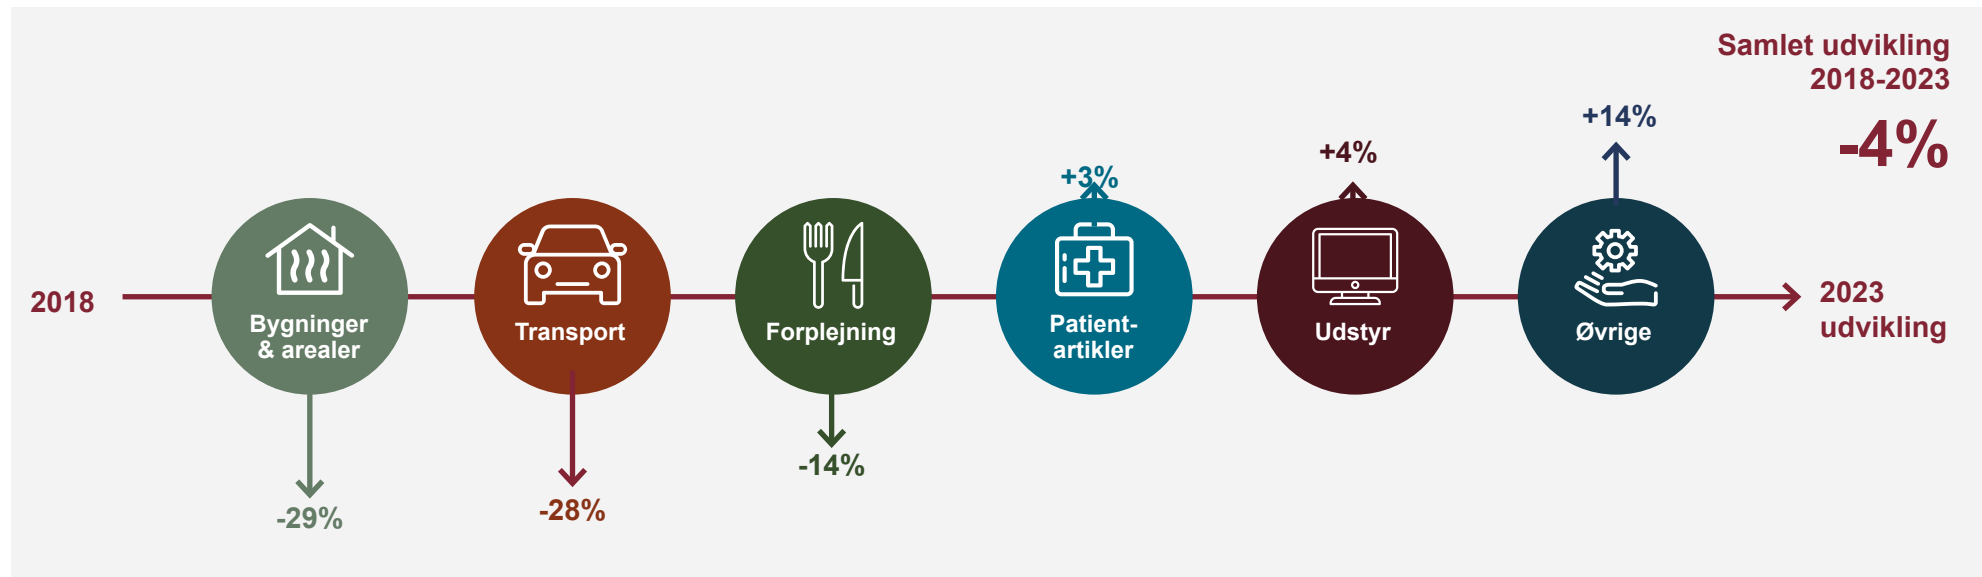 Samlet udvikling
2018-2023
-4%
2018
Bygninger
& arealer
-29%
Transport
-28%
Forplejning
-14%
+3%
Patient-
artikler
+4%
Udstyr
+14%
Øvrige
2023
udvikling